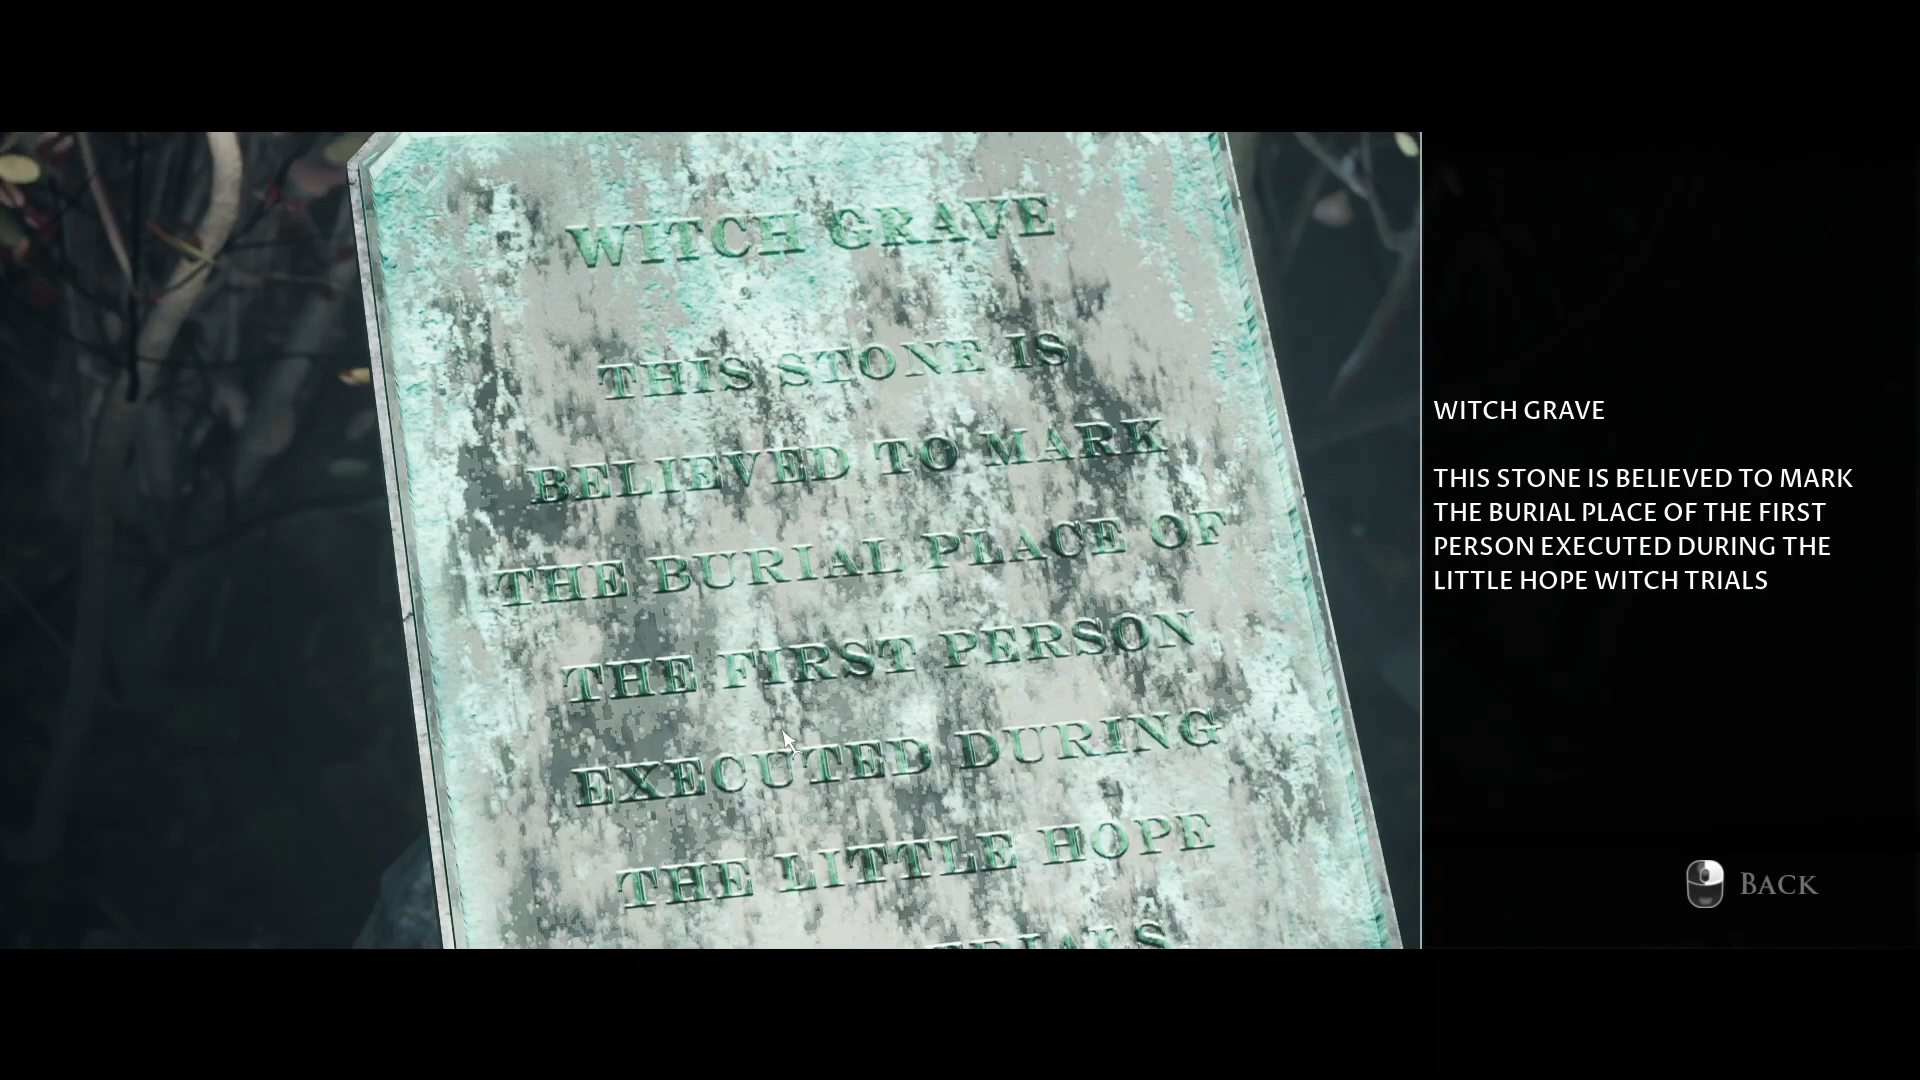 WITCH GRAVE
THIS STONE IS
BELIEVED TO MARK
THE BURIAL PLACE OF
THE FIRST PERSON
EXECUTED DURING
THE LITTLE HOPE
TRIALS
WITCH GRAVE
THIS STONE IS BELIEVED TO MARK
THE BURIAL PLACE OF THE FIRST
PERSON EXECUTED DURING THE
LITTLE HOPE WITCH TRIALS
BACK